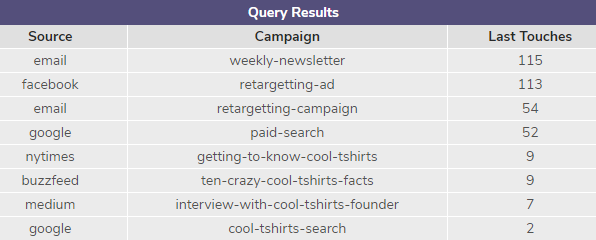 Query Results
Source Campaign Last Touches
email weekly-newsletter 115
facebook retargetting-ad 113
email retargetting-campaign 54
google paid-search 52
nytimes getting-to-know-cool-tshirts 9
buzzfeed ten-crazy-cool-tshirts-facts 9
medium interview-with-cool-tshirts-founder 7
google cool-tshirts-search 2